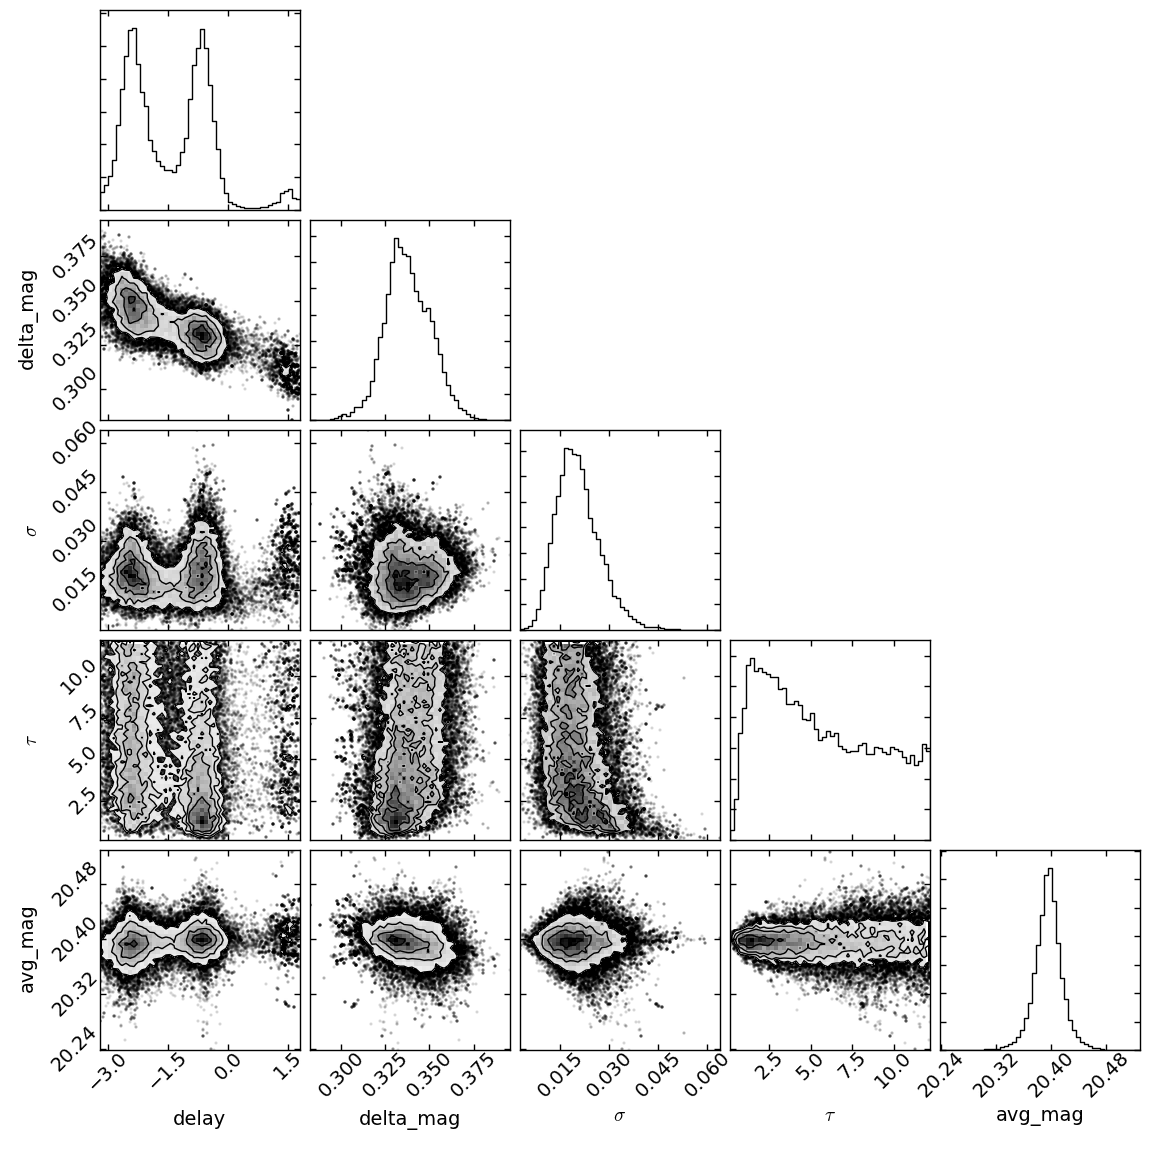 delta_mag
0.375
0.350
0.325
0.300
σ
0.060
0.045
0.030
0.015
τ
10.0
7.5
5.0
2.5
avg_mag
20.48
20.40
20.32
20.24
−3.0 −1.5 0.0 1.5
0.300 0.325 0.350 0.375
0.015 0.030 0.045 0.060
2.5 5.0 7.5 10.0
20.24 20.32 20.40 20.48
delay delta_mag σ τ avg_mag